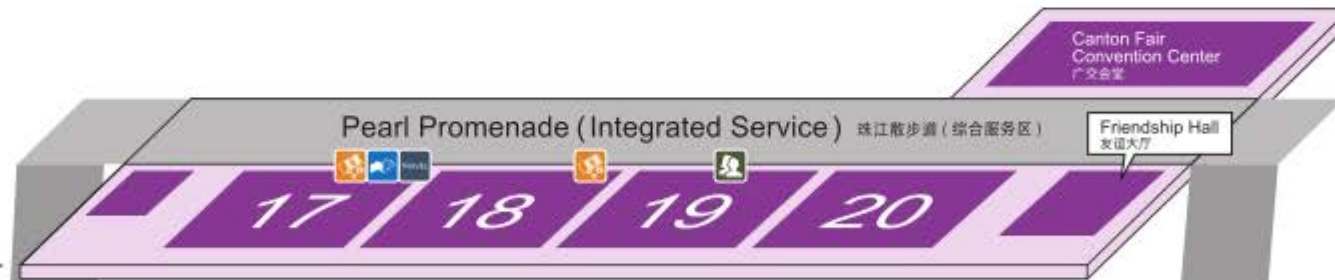 Canton Fair
Convention Center
广交会堂
Pearl Promenade (Integrated Service) 珠江散步道 (综合服务区)
Friendship Hall
友谊大厅
17 18 19 20